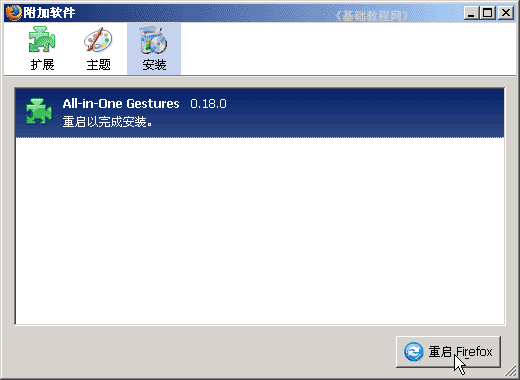 附加软件
《基础教程网》
扩展 主题 安装
All-in-One Gestures 0.18.0
重启以完成安装。
重启 Firefox